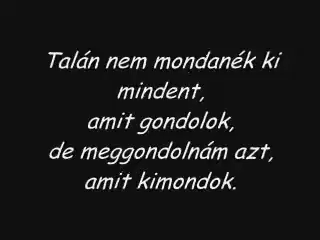 Talán nem mondanék ki
mindent,
amit gondolok,
de meggondolnám azt,
amit kimondok.